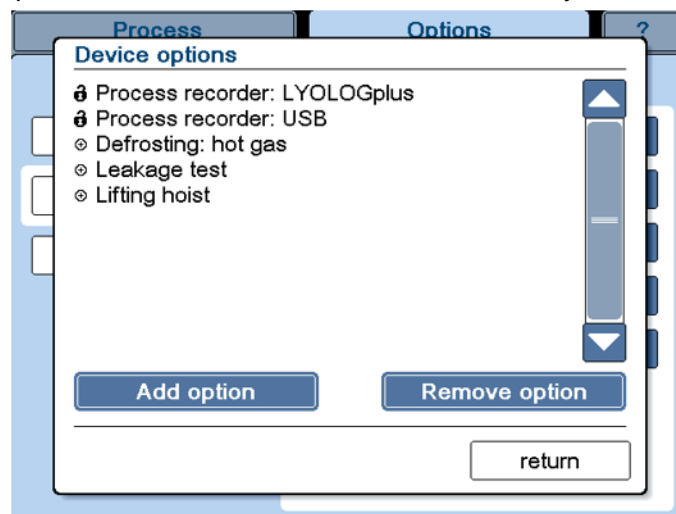 Process Options ?
Device options
Process recorder: LYOLOGplus
Process recorder: USB
Defrosting: hot gas
Leakage test
Lifting hoist
Add option Remove option
return